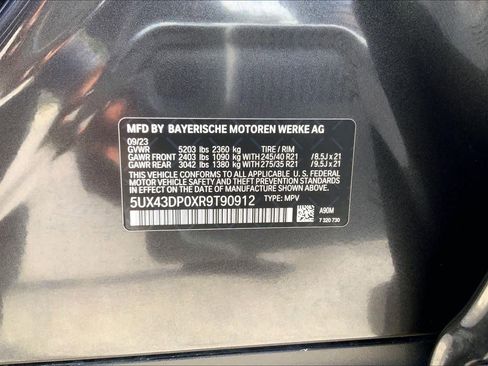 MFD BY BAYERISCHE MOTOREN WERKE AG
09/23
GVWR 5203 lbs 2360 kg TIRE / RIM
GAWR FRONT 2403 lbs 1090 kg WITH 245/40 R21 /8.5J x 21
GAWR REAR 3042 lbs 1380 kg WITH 275/35 R21 /9.5J x 21
THIS VEHICLE CONFORMS TO ALL APPLICABLE U. S. FEDERAL
MOTOR VEHICLE SAFETY AND THEFT PREVENTION STANDARDS
IN EFFECT ON THE DATE OF MANUFACTURE SHOWN ABOVE.
5UX43DP0XR9T90912 TYPE: MPV
A90M
7 320 730